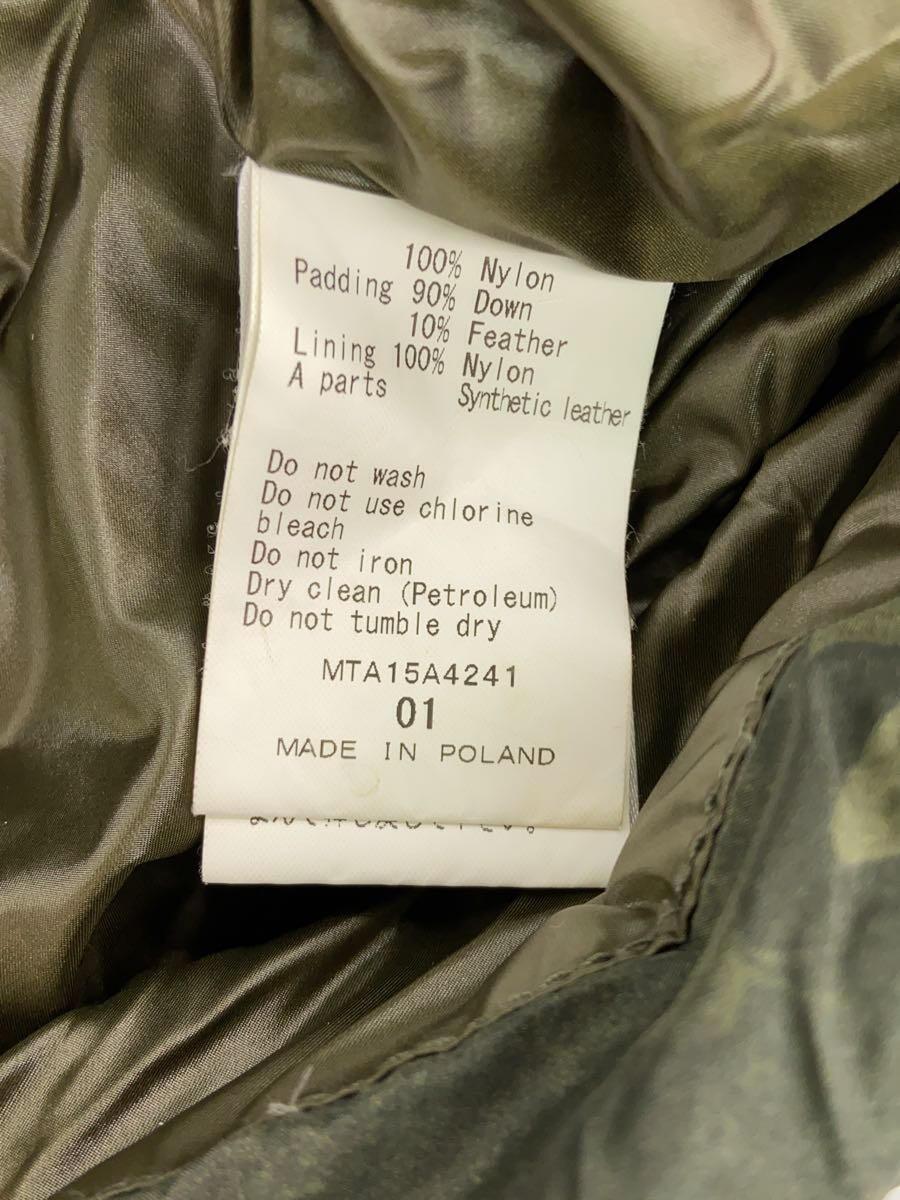 100% Nylon
Padding 90% Down
10% Feather
Lining 100% Nylon
A parts Synthetic leather
Do not wash
Do not use chlorine
bleach
Do not iron
Dry clean (Petroleum)
Do not tumble dry
MTA15A4241
01
MADE IN POLAND